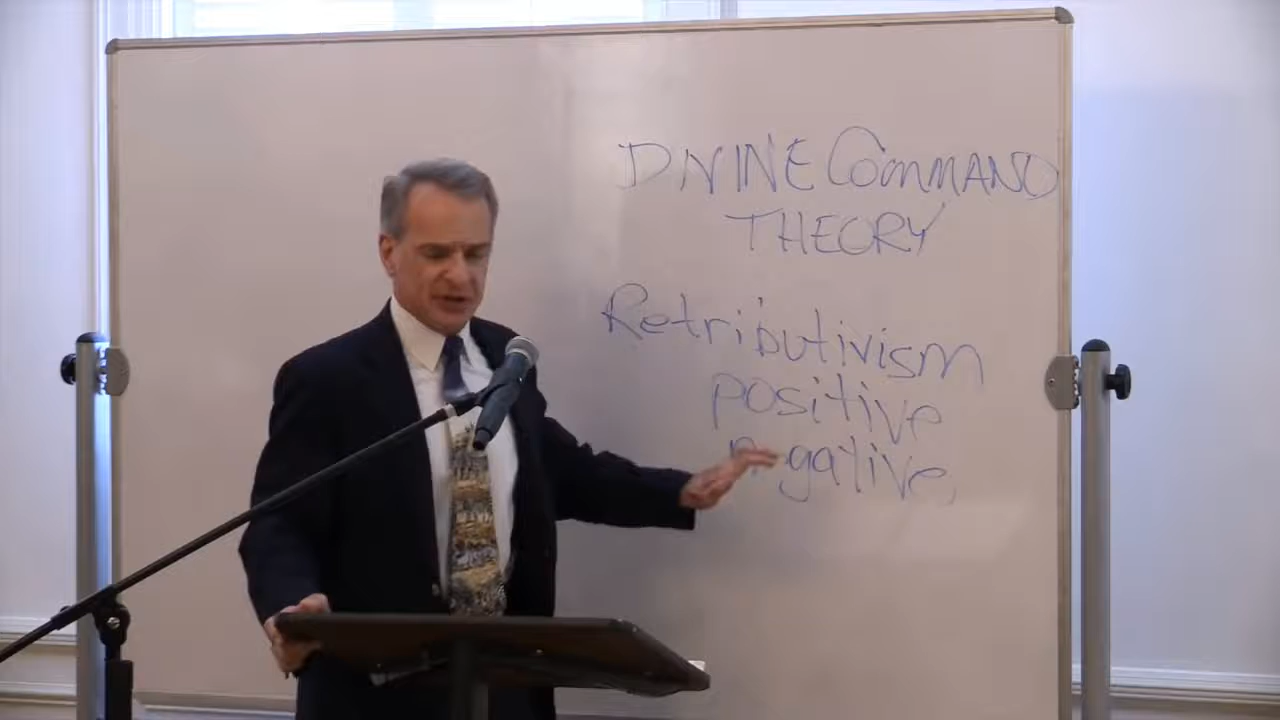 DIVINE COMMAND
THEORY
Retributivism
positive
negative